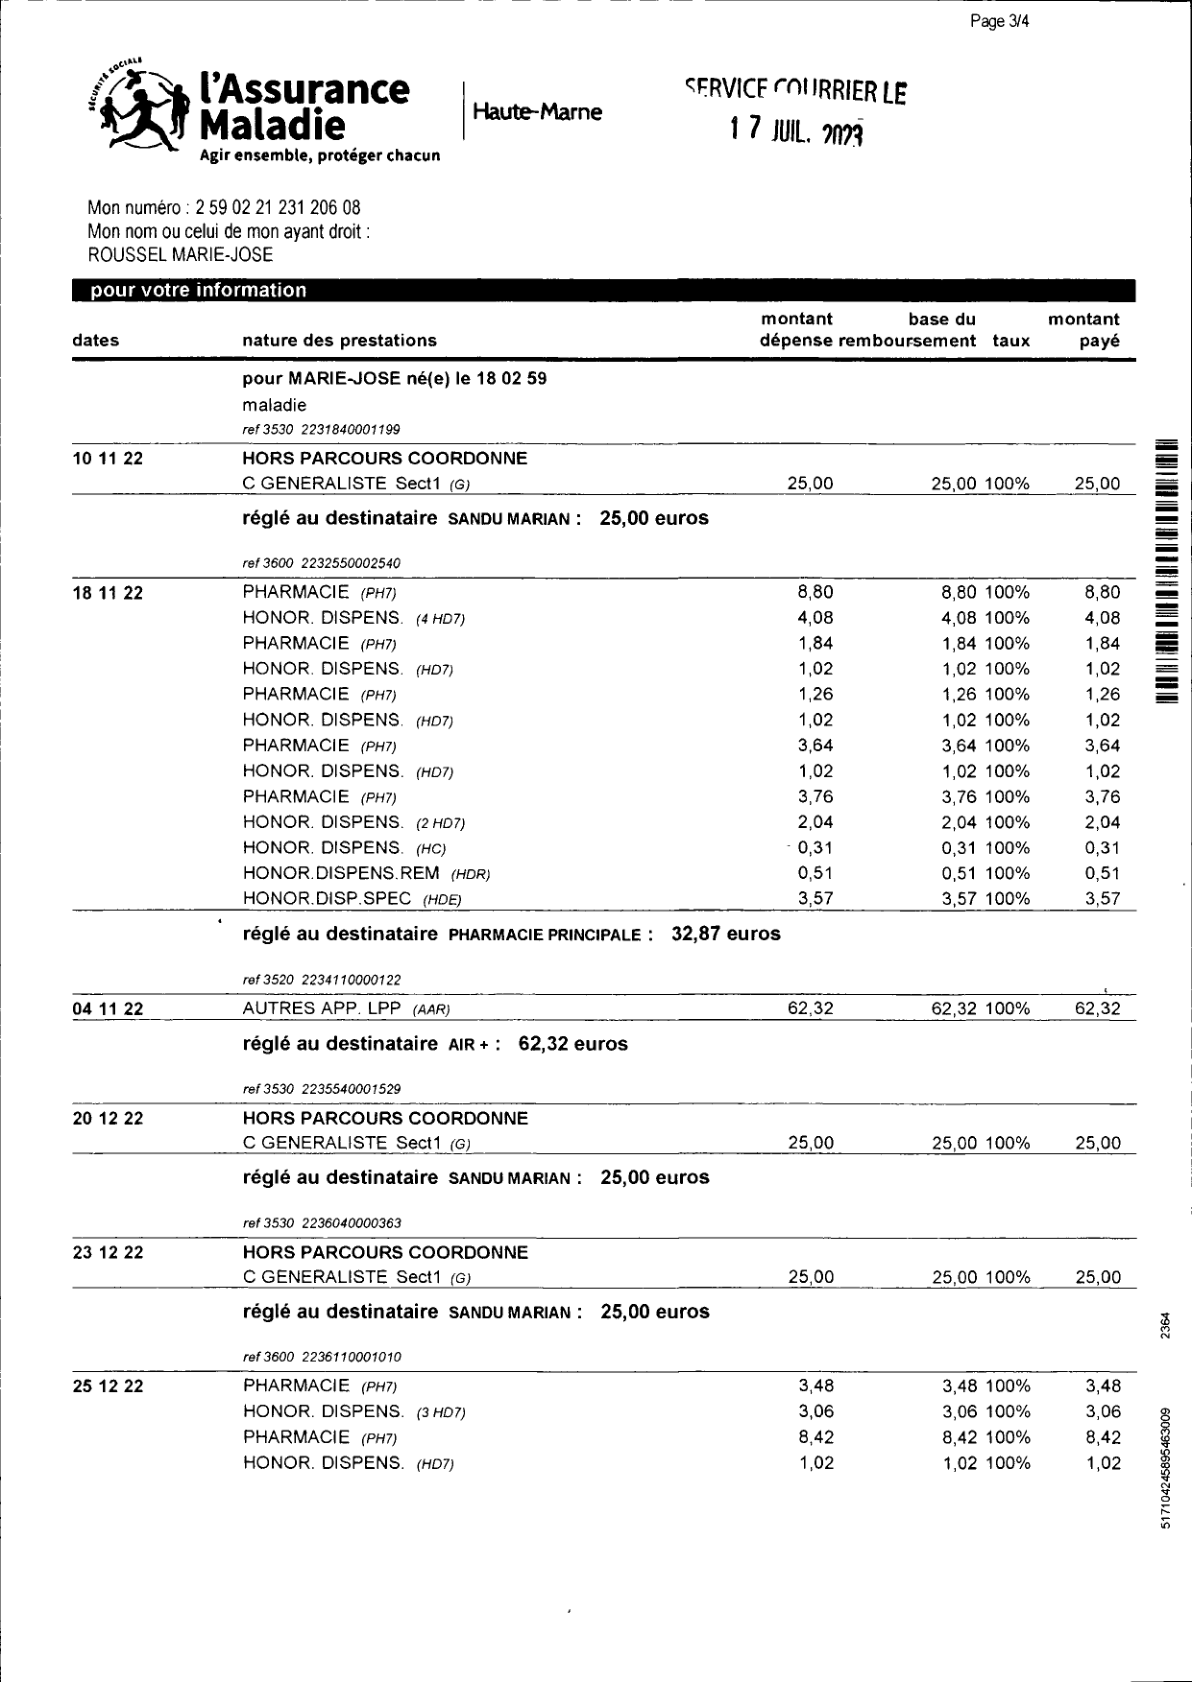 Page 3/4
SÉCURITÉ SOCIALE
l'Assurance
Maladie
Agir ensemble, protéger chacun
Haute-Marne
SERVICE COURRIER LE
17 JUIL. 2023
Mon numéro : 2 59 02 21 231 206 08
Mon nom ou celui de mon ayant droit :
ROUSSEL MARIE-JOSE
pour votre information
montant base du montant
dates nature des prestations dépense remboursement taux payé
pour MARIE-JOSE né(e) le 18 02 59
maladie
ref 3530 2231840001199
10 11 22 HORS PARCOURS COORDONNE
C GENERALISTE Sect1 (G) 25,00 25,00 100% 25,00
réglé au destinataire SANDU MARIAN : 25,00 euros
ref 3600 2232550002540
18 11 22 PHARMACIE (PH7) 8,80 8,80 100% 8,80
HONOR. DISPENS. (4 HD7) 4,08 4,08 100% 4,08
PHARMACIE (PH7) 1,84 1,84 100% 1,84
HONOR. DISPENS. (HD7) 1,02 1,02 100% 1,02
PHARMACIE (PH7) 1,26 1,26 100% 1,26
HONOR. DISPENS. (HD7) 1,02 1,02 100% 1,02
PHARMACIE (PH7) 3,64 3,64 100% 3,64
HONOR. DISPENS. (HD7) 1,02 1,02 100% 1,02
PHARMACIE (PH7) 3,76 3,76 100% 3,76
HONOR. DISPENS. (2 HD7) 2,04 2,04 100% 2,04
HONOR. DISPENS. (HC) 0,31 0,31 100% 0,31
HONOR.DISPENS.REM (HDR) 0,51 0,51 100% 0,51
HONOR.DISP.SPEC (HDE) 3,57 3,57 100% 3,57
réglé au destinataire PHARMACIE PRINCIPALE : 32,87 euros
ref 3520 2234110000122
04 11 22 AUTRES APP. LPP (AAR) 62,32 62,32 100% 62,32
réglé au destinataire AIR + : 62,32 euros
ref 3530 2235540001529
20 12 22 HORS PARCOURS COORDONNE
C GENERALISTE Sect1 (G) 25,00 25,00 100% 25,00
réglé au destinataire SANDU MARIAN : 25,00 euros
ref 3530 2236040000363
23 12 22 HORS PARCOURS COORDONNE
C GENERALISTE Sect1 (G) 25,00 25,00 100% 25,00
réglé au destinataire SANDU MARIAN : 25,00 euros
ref 3600 2236110001010
25 12 22 PHARMACIE (PH7) 3,48 3,48 100% 3,48
HONOR. DISPENS. (3 HD7) 3,06 3,06 100% 3,06
PHARMACIE (PH7) 8,42 8,42 100% 8,42
HONOR. DISPENS. (HD7) 1,02 1,02 100% 1,02
2364
51710424589546​3009